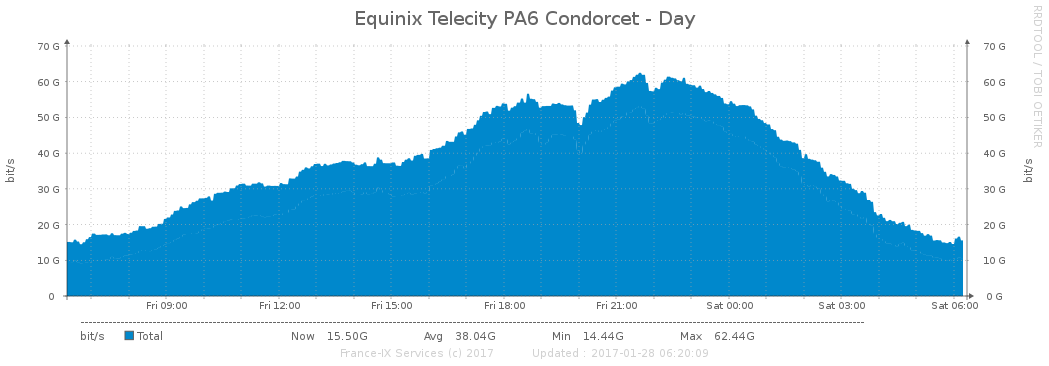 Equinix Telecity PA6 Condorcet - Day
RRDTOOL / TOBI OETIKER
bit/s
70 G 70 G
60 G 60 G
50 G 50 G
40 G 40 G
30 G 30 G
20 G 20 G
10 G 10 G
0 0 G
bit/s
Fri 09:00 Fri 12:00 Fri 15:00 Fri 18:00 Fri 21:00 Sat 00:00 Sat 03:00 Sat 06:00
bit/s Total Now 15.50G Avg 38.04G Min 14.44G Max 62.44G
France-IX Services (c) 2017 Updated : 2017-01-28 06:20:09